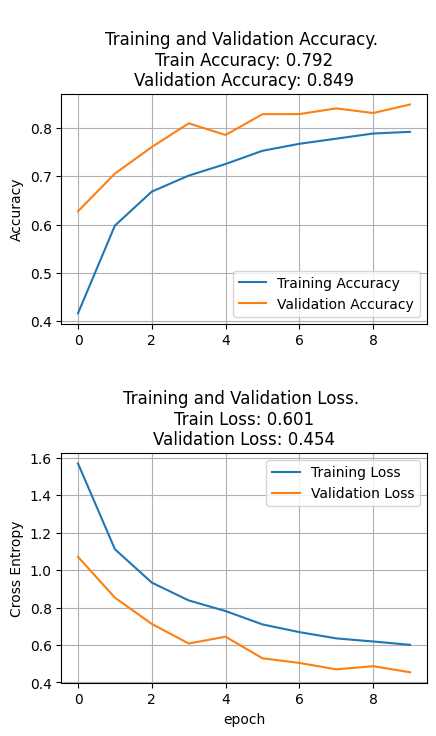 Training and Validation Accuracy.
Train Accuracy: 0.792
Validation Accuracy: 0.849
0.8
0.7
0.6
0.5
0.4
Accuracy
Training Accuracy
Validation Accuracy
0 2 4 6 8
Training and Validation Loss.
Train Loss: 0.601
Validation Loss: 0.454
1.6
1.4
1.2
1.0
0.8
0.6
0.4
Cross Entropy
Training Loss
Validation Loss
0 2 4 6 8
epoch